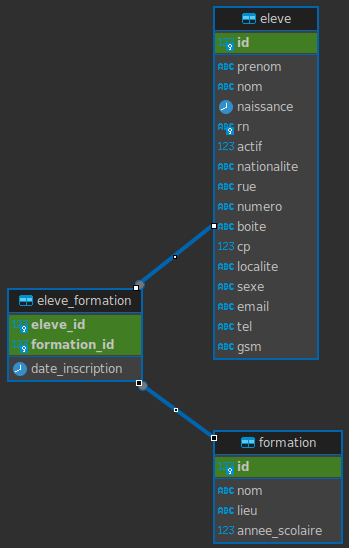 eleve
123 id
ABC prenom
ABC nom
naissance
ABC rn
123 actif
ABC nationalite
ABC rue
ABC numero
ABC boite
123 cp
ABC localite
ABC sexe
ABC email
ABC tel
ABC gsm
eleve_formation
123 eleve_id
123 formation_id
date_inscription
formation
123 id
ABC nom
ABC lieu
123 annee_scolaire